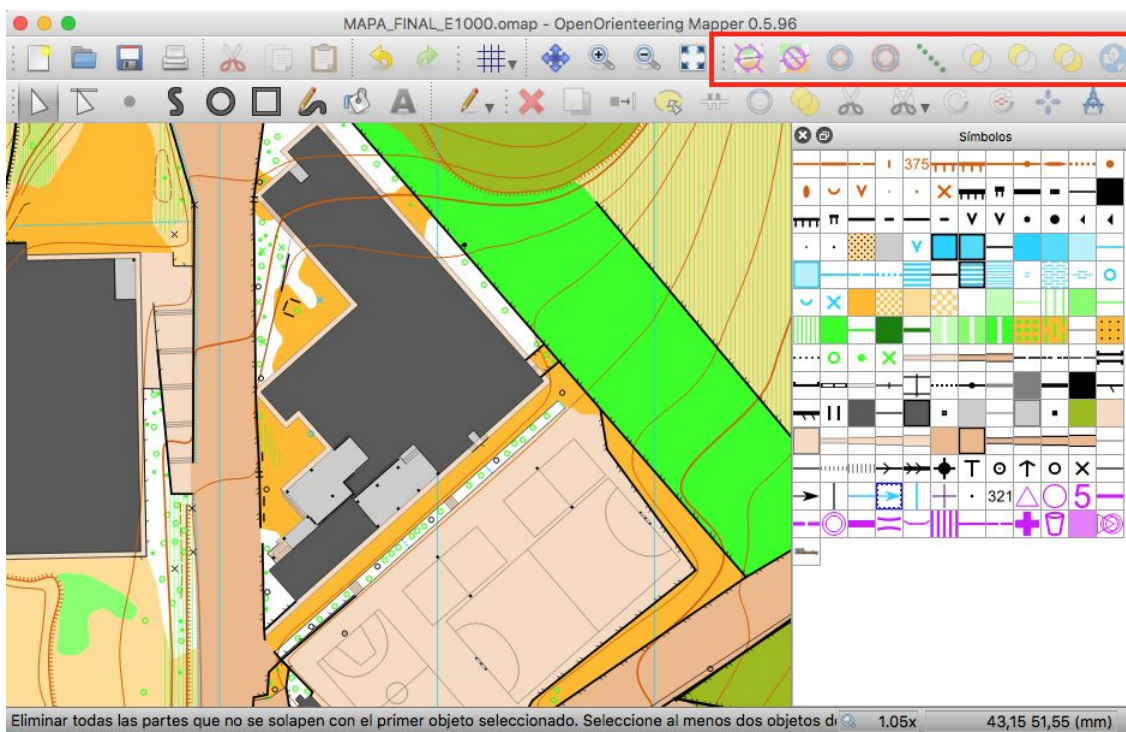 MAPA_FINAL_E1000.omap - OpenOrienteering Mapper 0.5.96
A
Símbolos
375
321
5
Eliminar todas las partes que no se solapen con el primer objeto seleccionado. Seleccione al menos dos objetos d
1.05x
43,15 51,55 (mm)